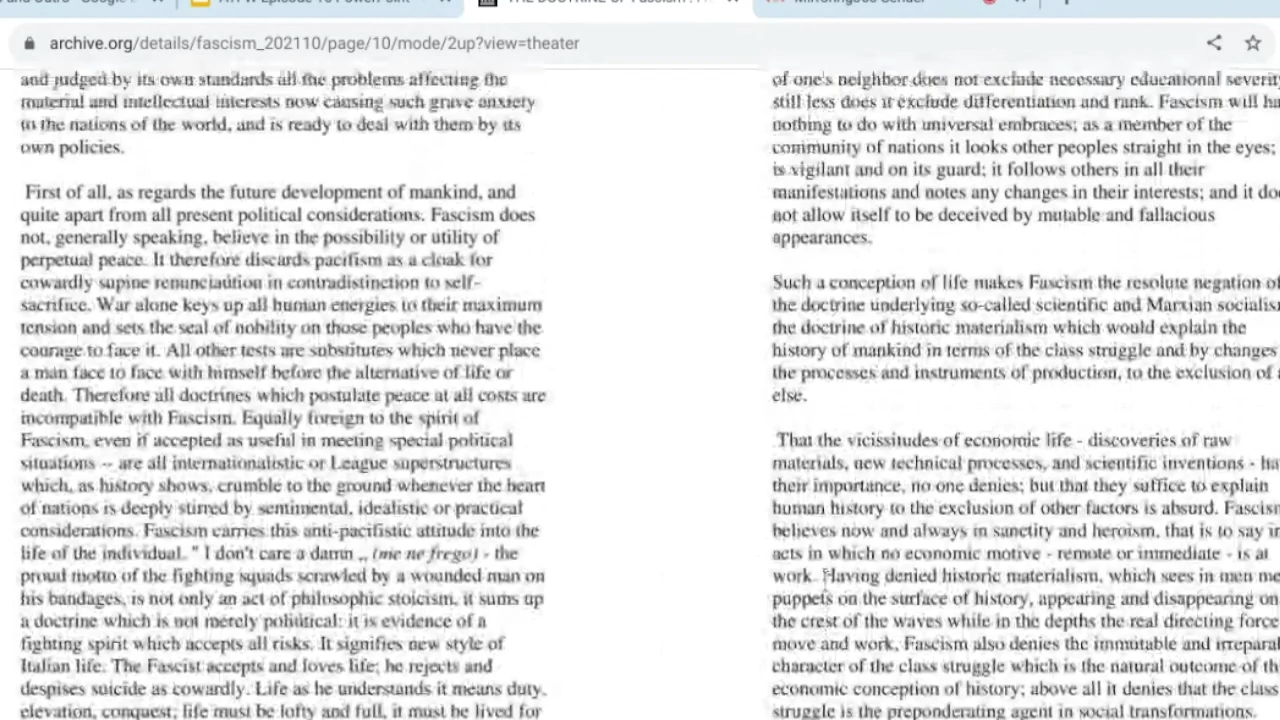 THE DOCTRINE OF Fascism
archive.org/details/fascism_202110/page/10/mode/2up?view=theater
and judged by its own standards all the problems affecting the
material and intellectual interests now causing such grave anxiety
to the nations of the world, and is ready to deal with them by its
own policies.
First of all, as regards the future development of mankind, and
quite apart from all present political considerations. Fascism does
not, generally speaking, believe in the possibility or utility of
perpetual peace. It therefore discards pacifism as a cloak for
cowardly supine renunciation in contradistinction to self-
sacrifice. War alone keys up all human energies to their maximum
tension and sets the seal of nobility on those peoples who have the
courage to face it. All other tests are substitutes which never place
a man face to face with himself before the alternative of life or
death. Therefore all doctrines which postulate peace at all costs are
incompatible with Fascism. Equally foreign to the spirit of
Fascism, even if accepted as useful in meeting special political
situations -- are all internationalistic or League superstructures
which, as history shows, crumble to the ground whenever the heart
of nations is deeply stirred by sentimental, idealistic or practical
considerations. Fascism carries this anti-pacifistic attitude into the
life of the individual. " I don't care a damn „ (me ne frego) - the
proud motto of the fighting squads scrawled by a wounded man on
his bandages, is not only an act of philosophic stoicism, it sums up
a doctrine which is not merely political: it is evidence of a
fighting spirit which accepts all risks. It signifies new style of
Italian life. The Fascist accepts and loves life; he rejects and
despises suicide as cowardly. Life as he understands it means duty,
elevation, conquest; life must be lofty and full, it must be lived for
of one's neighbor does not exclude necessary educational severity
still less does it exclude differentiation and rank. Fascism will ha
nothing to do with universal embraces; as a member of the
community of nations it looks other peoples straight in the eyes;
is vigilant and on its guard; it follows others in all their
manifestations and notes any changes in their interests; and it do
not allow itself to be deceived by mutable and fallacious
appearances.
Such a conception of life makes Fascism the resolute negation of
the doctrine underlying so-called scientific and Marxian socialis
the doctrine of historic materialism which would explain the
history of mankind in terms of the class struggle and by changes
the processes and instruments of production, to the exclusion of a
else.
That the vicissitudes of economic life - discoveries of raw
materials, new technical processes, and scientific inventions - ha
their importance, no one denies; but that they suffice to explain
human history to the exclusion of other factors is absurd. Fascism
believes now and always in sanctity and heroism, that is to say in
acts in which no economic motive - remote or immediate - is at
work. Having denied historic materialism, which sees in men me
puppets on the surface of history, appearing and disappearing on
the crest of the waves while in the depths the real directing force
move and work, Fascism also denies the immutable and irreparal
character of the class struggle which is the natural outcome of th
economic conception of history; above all it denies that the class
struggle is the preponderating agent in social transformations.